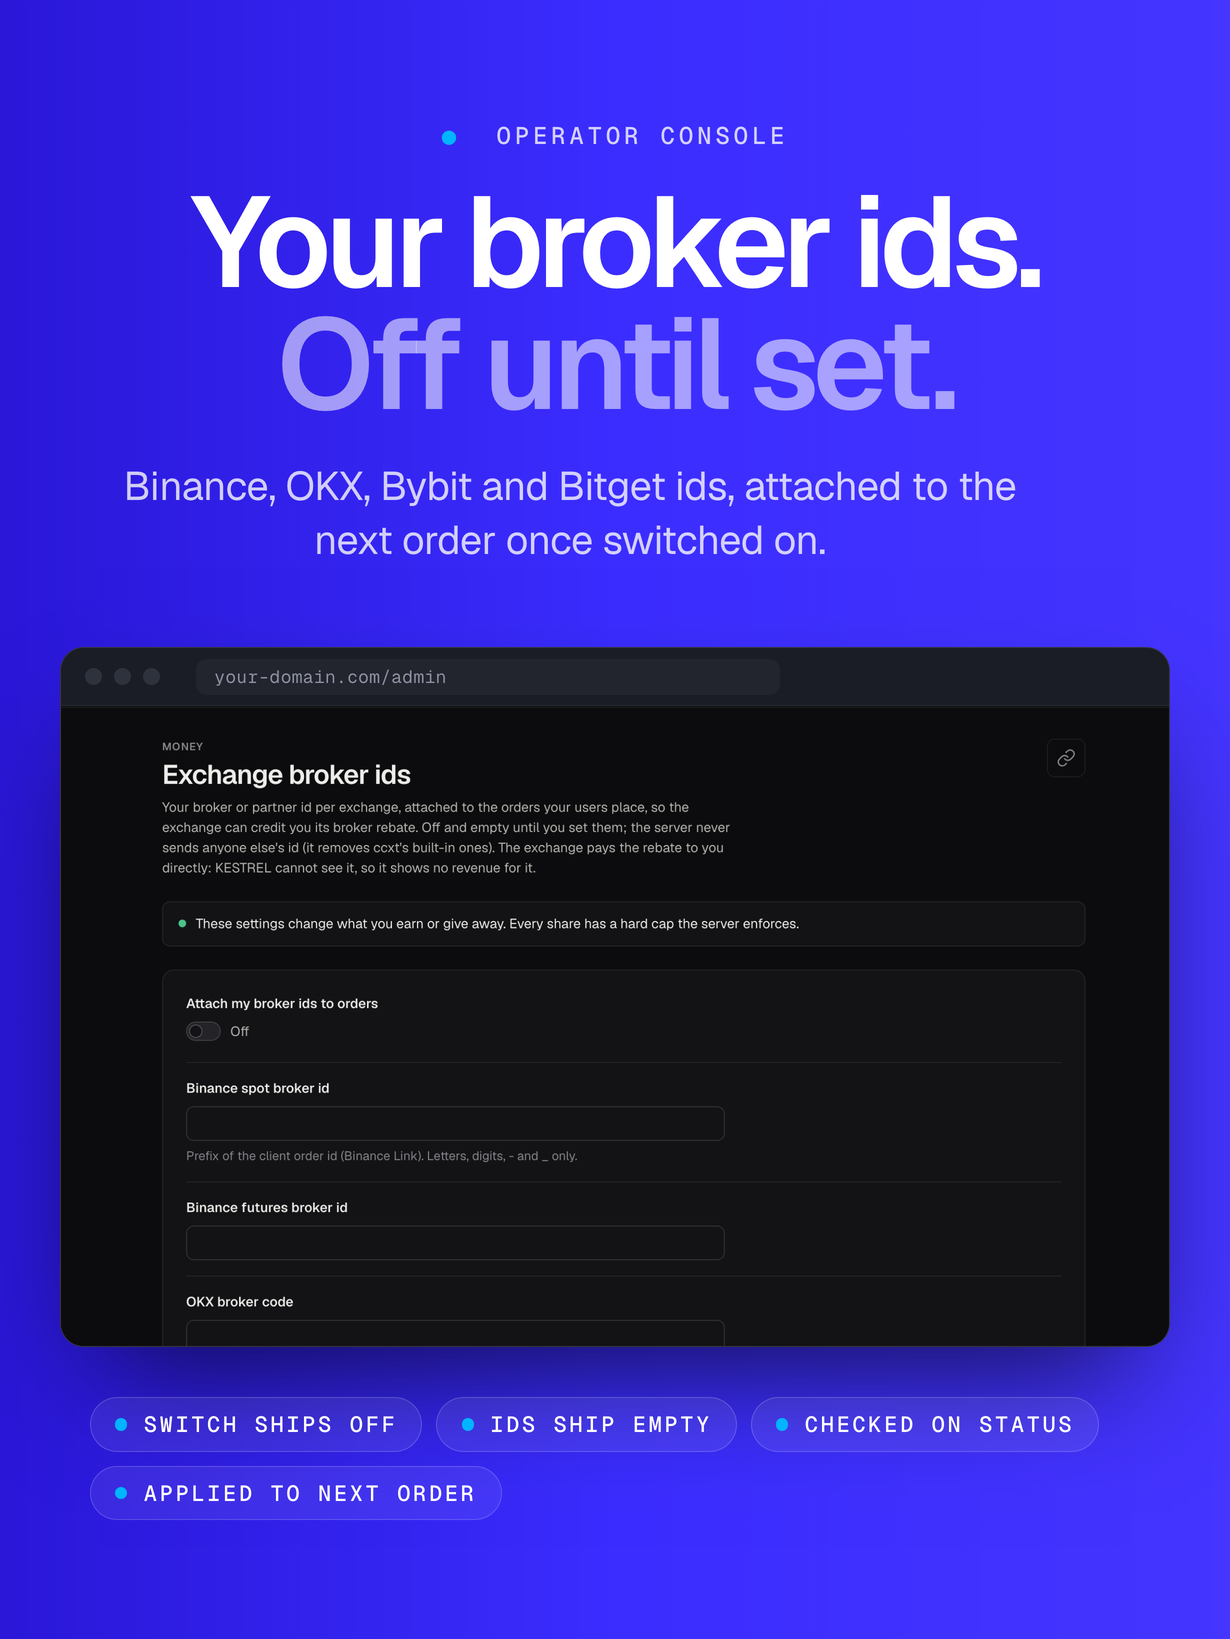 OPERATOR CONSOLE
Your broker ids.
Off until set.
Binance, OKX, Bybit and Bitget ids, attached to the
next order once switched on.
your-domain.com/admin
MONEY
Exchange broker ids
Your broker or partner id per exchange, attached to the orders your users place, so the
exchange can credit you its broker rebate. Off and empty until you set them; the server never
sends anyone else's id (it removes ccxt's built-in ones). The exchange pays the rebate to you
directly: KESTREL cannot see it, so it shows no revenue for it.
These settings change what you earn or give away. Every share has a hard cap the server enforces.
Attach my broker ids to orders
Off
Binance spot broker id
Prefix of the client order id (Binance Link). Letters, digits, - and _ only.
Binance futures broker id
OKX broker code
SWITCH SHIPS OFF
IDS SHIP EMPTY
CHECKED ON STATUS
APPLIED TO NEXT ORDER